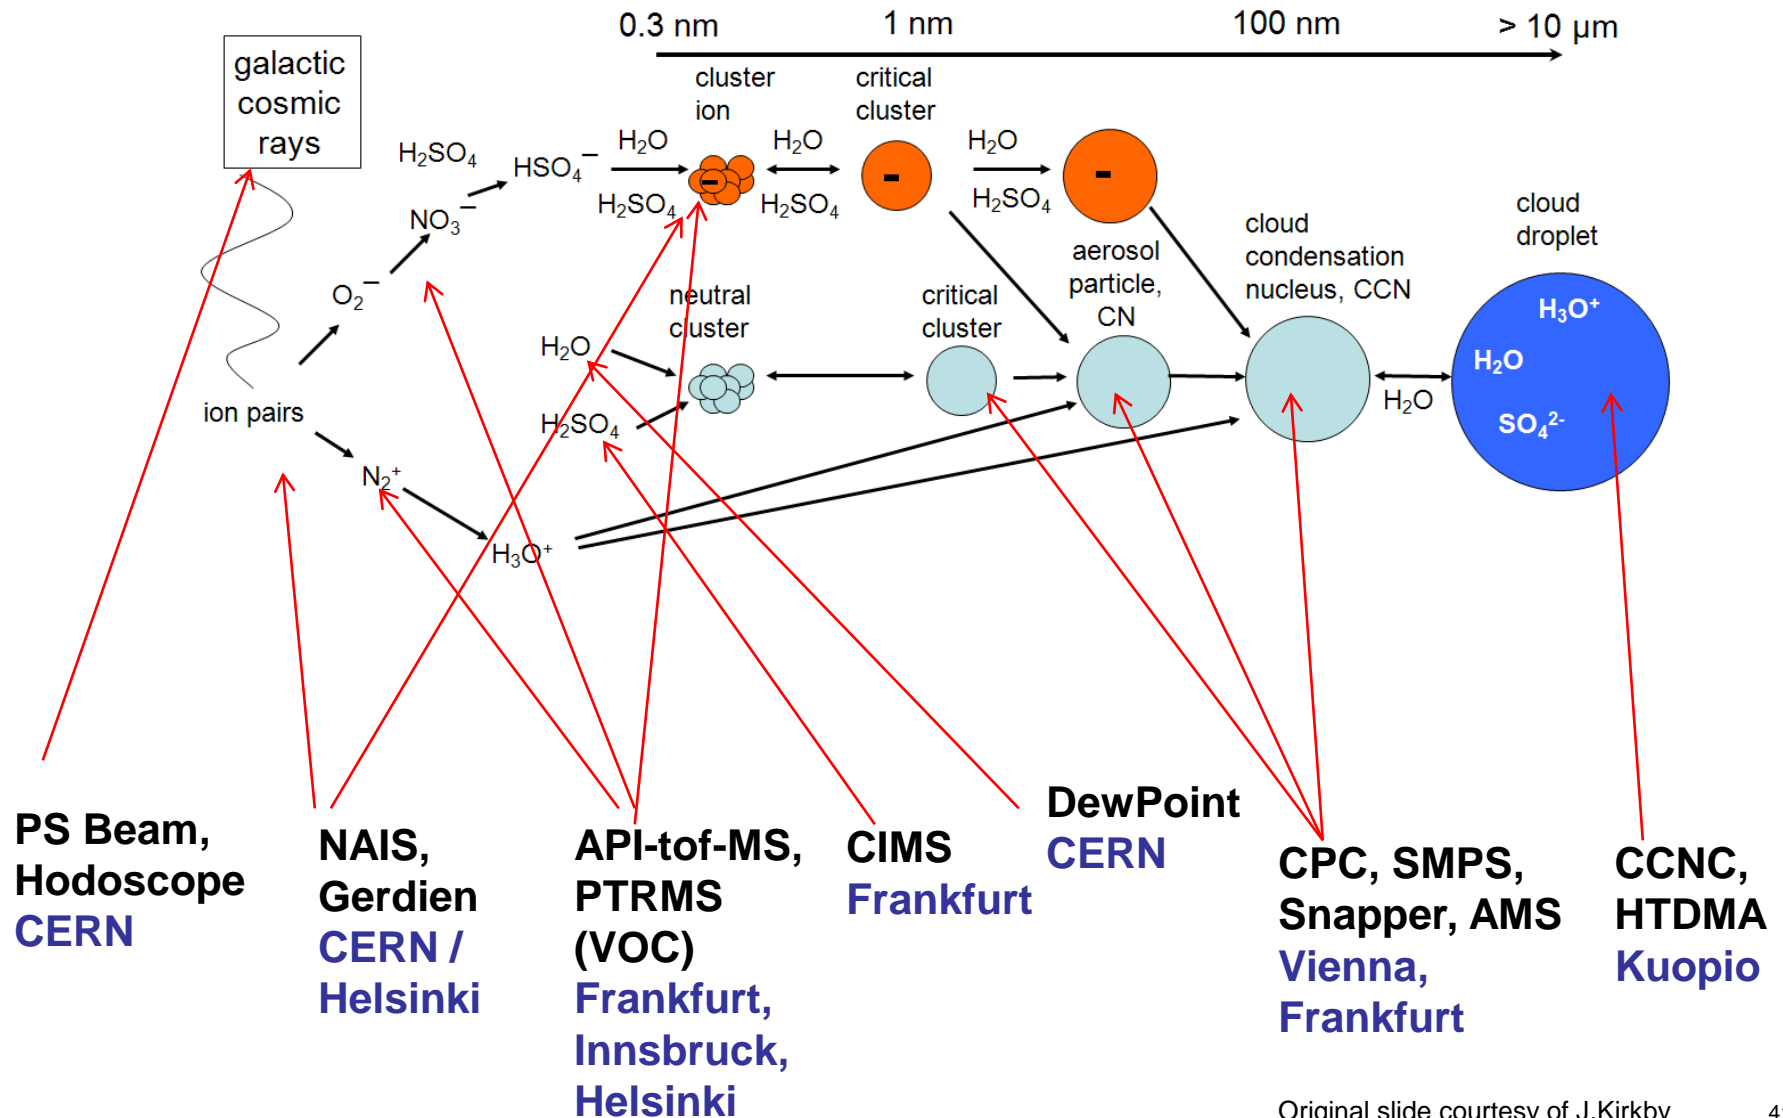 0.3 nm 1 nm 100 nm > 10 µm
galactic
cosmic
rays
cluster
ion
critical
cluster
H₂SO₄
HSO₄⁻
H₂O
H₂SO₄
-
H₂O
H₂SO₄
-
H₂O
H₂SO₄
-
NO₃⁻
O₂⁻
ion pairs
N₂⁺
H₃O⁺
neutral
cluster
H₂O
H₂SO₄
critical
cluster
aerosol
particle,
CN
cloud
condensation
nucleus, CCN
H₂O
cloud
droplet
H₃O⁺
H₂O
SO₄²⁻
PS Beam,
Hodoscope
CERN
NAIS,
Gerdien
CERN /
Helsinki
API-tof-MS,
PTRMS
(VOC)
Frankfurt,
Innsbruck,
Helsinki
CIMS
Frankfurt
DewPoint
CERN
CPC, SMPS,
Snapper, AMS
Vienna,
Frankfurt
CCNC,
HTDMA
Kuopio
Original slide courtesy of J.Kirkby